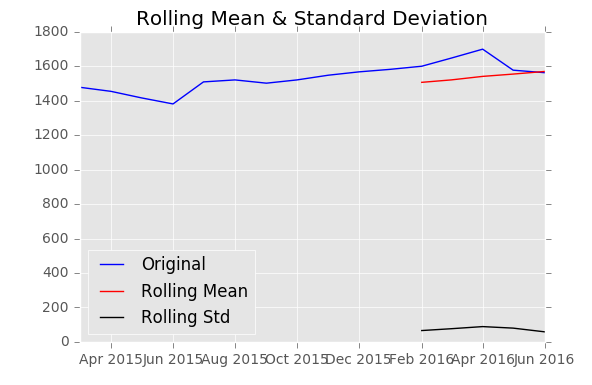 Rolling Mean & Standard Deviation
1800
1600
1400
1200
1000
800
600
400
200
0
Original
Rolling Mean
Rolling Std
Apr 2015 Jun 2015 Aug 2015 Oct 2015 Dec 2015 Feb 2016 Apr 2016 Jun 2016